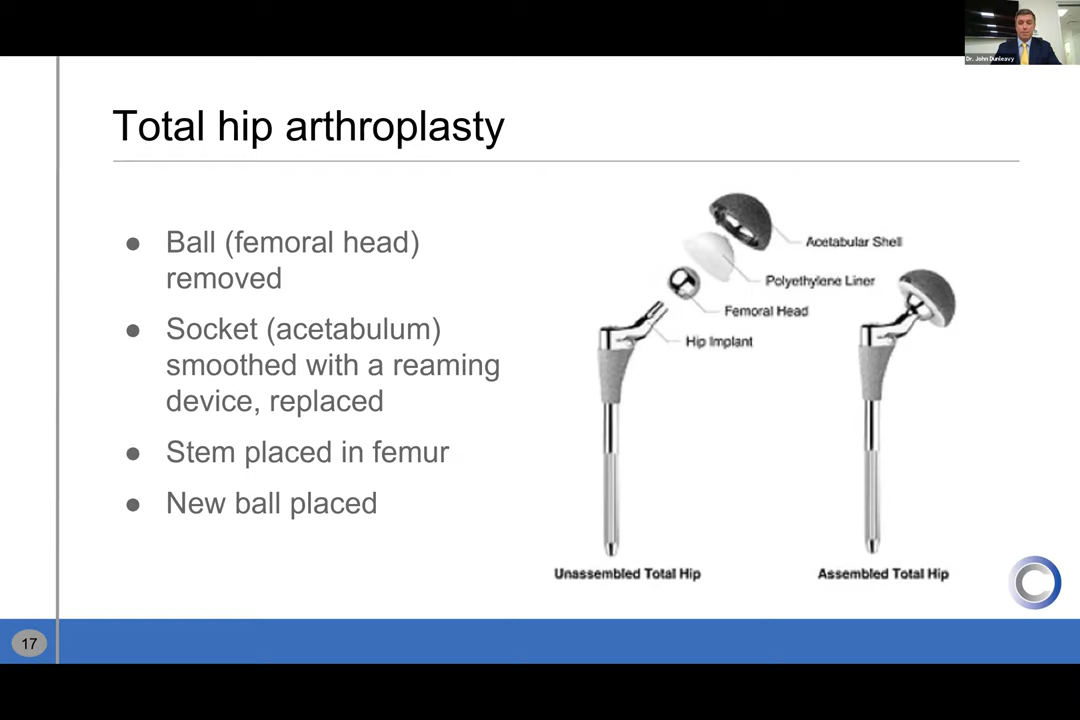 Dr. John Dunleavy
Total hip arthroplasty
● Ball (femoral head)
removed
● Socket (acetabulum)
smoothed with a reaming
device, replaced
● Stem placed in femur
● New ball placed
Acetabular Shell
Polyethylene Liner
Femoral Head
Hip Implant
Unassembled Total Hip
Assembled Total Hip
17